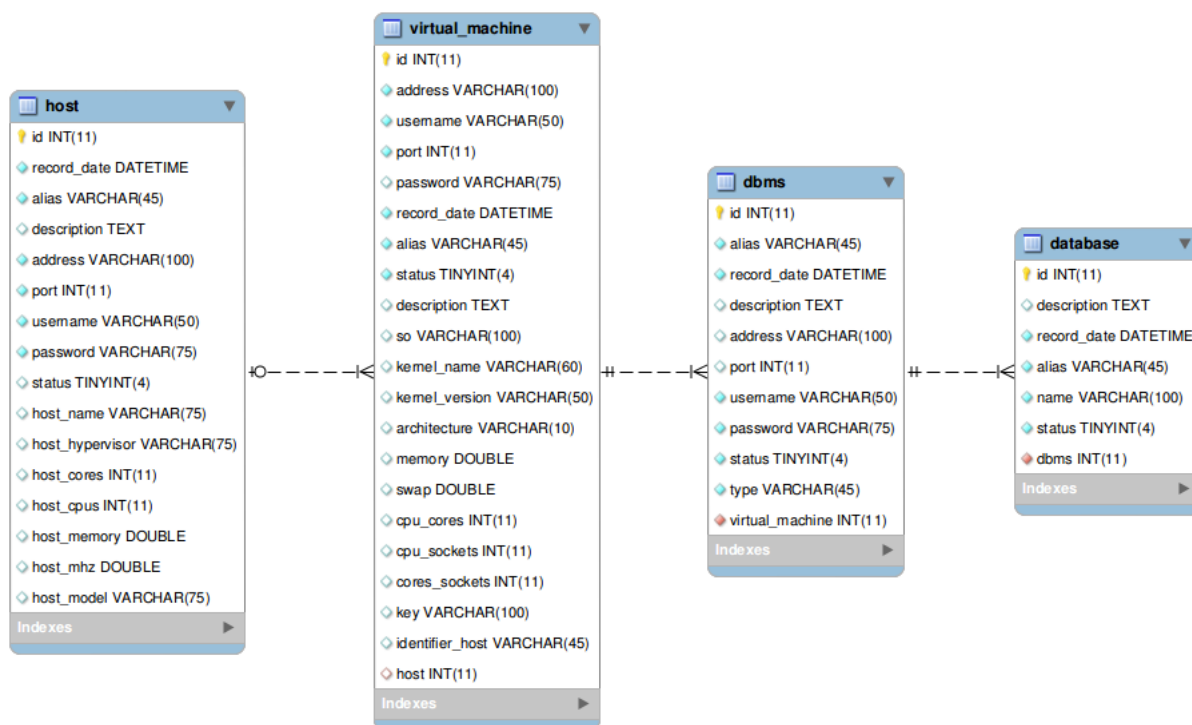 host
id INT(11)
record_date DATETIME
alias VARCHAR(45)
description TEXT
address VARCHAR(100)
port INT(11)
username VARCHAR(50)
password VARCHAR(75)
status TINYINT(4)
host_name VARCHAR(75)
host_hypervisor VARCHAR(75)
host_cores INT(11)
host_cpus INT(11)
host_memory DOUBLE
host_mhz DOUBLE
host_model VARCHAR(75)
Indexes
virtual_machine
id INT(11)
address VARCHAR(100)
username VARCHAR(50)
port INT(11)
password VARCHAR(75)
record_date DATETIME
alias VARCHAR(45)
status TINYINT(4)
description TEXT
so VARCHAR(100)
kernel_name VARCHAR(60)
kernel_version VARCHAR(50)
architecture VARCHAR(10)
memory DOUBLE
swap DOUBLE
cpu_cores INT(11)
cpu_sockets INT(11)
cores_sockets INT(11)
key VARCHAR(100)
identifier_host VARCHAR(45)
host INT(11)
Indexes
dbms
id INT(11)
alias VARCHAR(45)
record_date DATETIME
description TEXT
address VARCHAR(100)
port INT(11)
username VARCHAR(50)
password VARCHAR(75)
status TINYINT(4)
type VARCHAR(45)
virtual_machine INT(11)
Indexes
database
id INT(11)
description TEXT
record_date DATETIME
alias VARCHAR(45)
name VARCHAR(100)
status TINYINT(4)
dbms INT(11)
Indexes